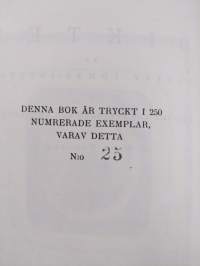 DENNA BOK ÄR TRYCKT I 250
NUMRERADE EXEMPLAR,
VARAV DETTA
N:o 25